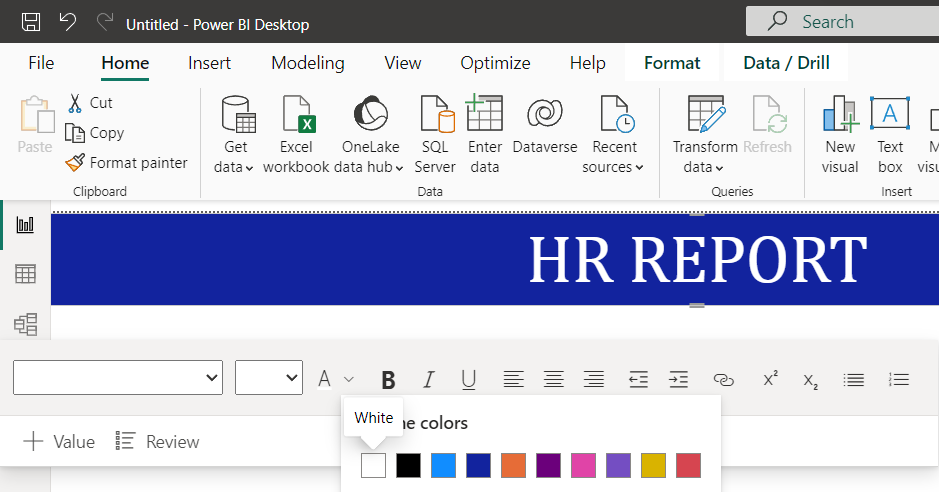 Untitled - Power BI Desktop
Search
File Home Insert Modeling View Optimize Help Format Data / Drill
Paste
Cut
Copy
Format painter
Clipboard
Get data
Excel workbook
OneLake data hub
SQL Server
Enter data
Dataverse
Recent sources
Data
Transform data
Refresh
Queries
New visual
Text box
Insert
HR REPORT
A B I U x² x₂
Value Review
White
colors